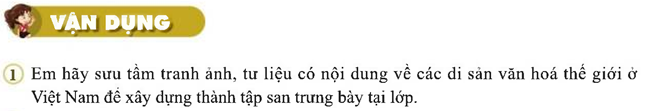 VẬN DỤNG
1 Em hãy sưu tầm tranh ảnh, tư liệu có nội dung về các di sản văn hoá thế giới ở
Việt Nam để xây dựng thành tập san trưng bày tại lớp.